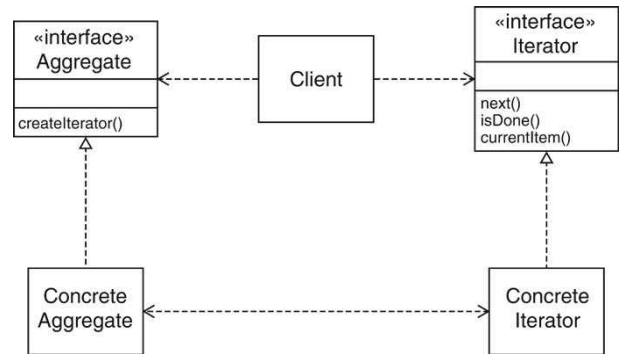 «interface»
Aggregate
createIterator()
Client
«interface»
Iterator
next()
isDone()
currentItem()
Concrete
Aggregate
Concrete
Iterator